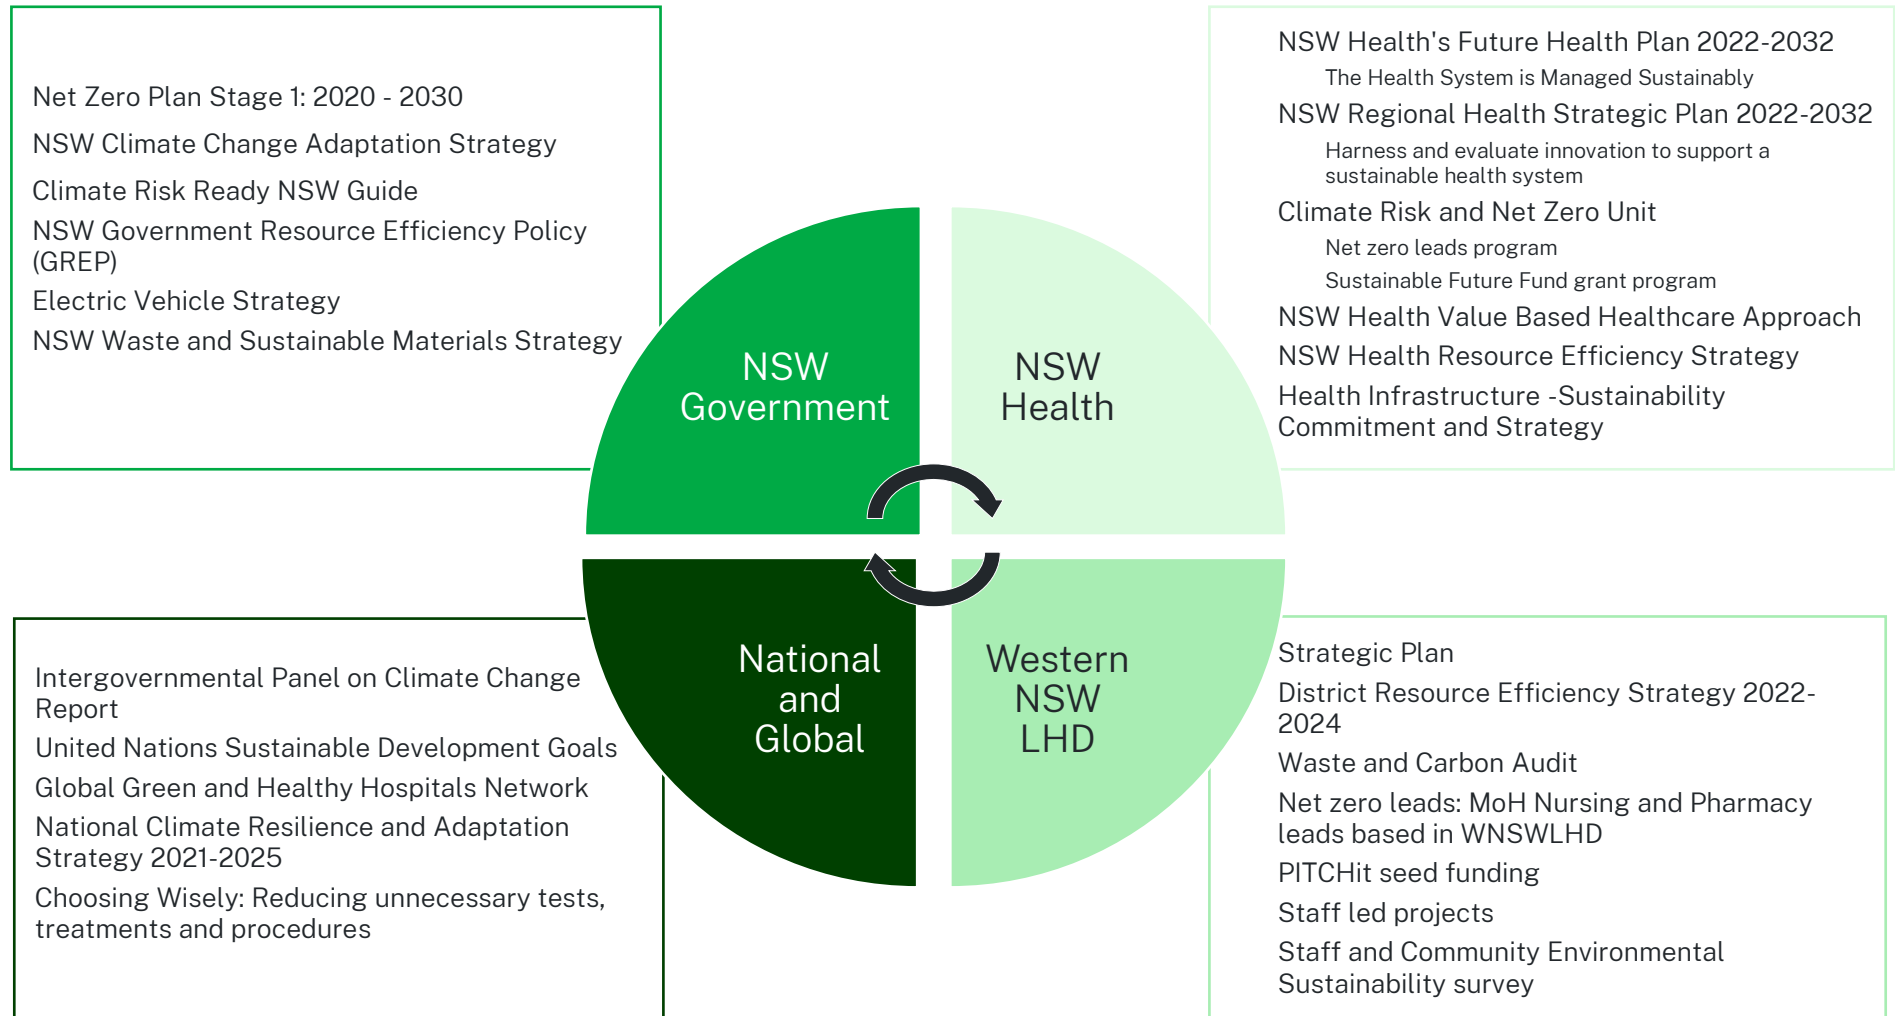 Net Zero Plan Stage 1: 2020 - 2030
NSW Climate Change Adaptation Strategy
Climate Risk Ready NSW Guide
NSW Government Resource Efficiency Policy
(GREP)
Electric Vehicle Strategy
NSW Waste and Sustainable Materials Strategy
NSW Health's Future Health Plan 2022-2032
The Health System is Managed Sustainably
NSW Regional Health Strategic Plan 2022-2032
Harness and evaluate innovation to support a
sustainable health system
Climate Risk and Net Zero Unit
Net zero leads program
Sustainable Future Fund grant program
NSW Health Value Based Healthcare Approach
NSW Health Resource Efficiency Strategy
Health Infrastructure -Sustainability
Commitment and Strategy
NSW
Government
NSW
Health
National
and
Global
Western
NSW
LHD
Intergovernmental Panel on Climate Change
Report
United Nations Sustainable Development Goals
Global Green and Healthy Hospitals Network
National Climate Resilience and Adaptation
Strategy 2021-2025
Choosing Wisely: Reducing unnecessary tests,
treatments and procedures
Strategic Plan
District Resource Efficiency Strategy 2022-
2024
Waste and Carbon Audit
Net zero leads: MoH Nursing and Pharmacy
leads based in WNSWLHD
PITCHit seed funding
Staff led projects
Staff and Community Environmental
Sustainability survey